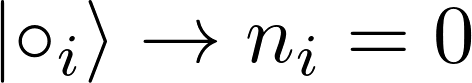 |∘ᵢ⟩ → nᵢ = 0